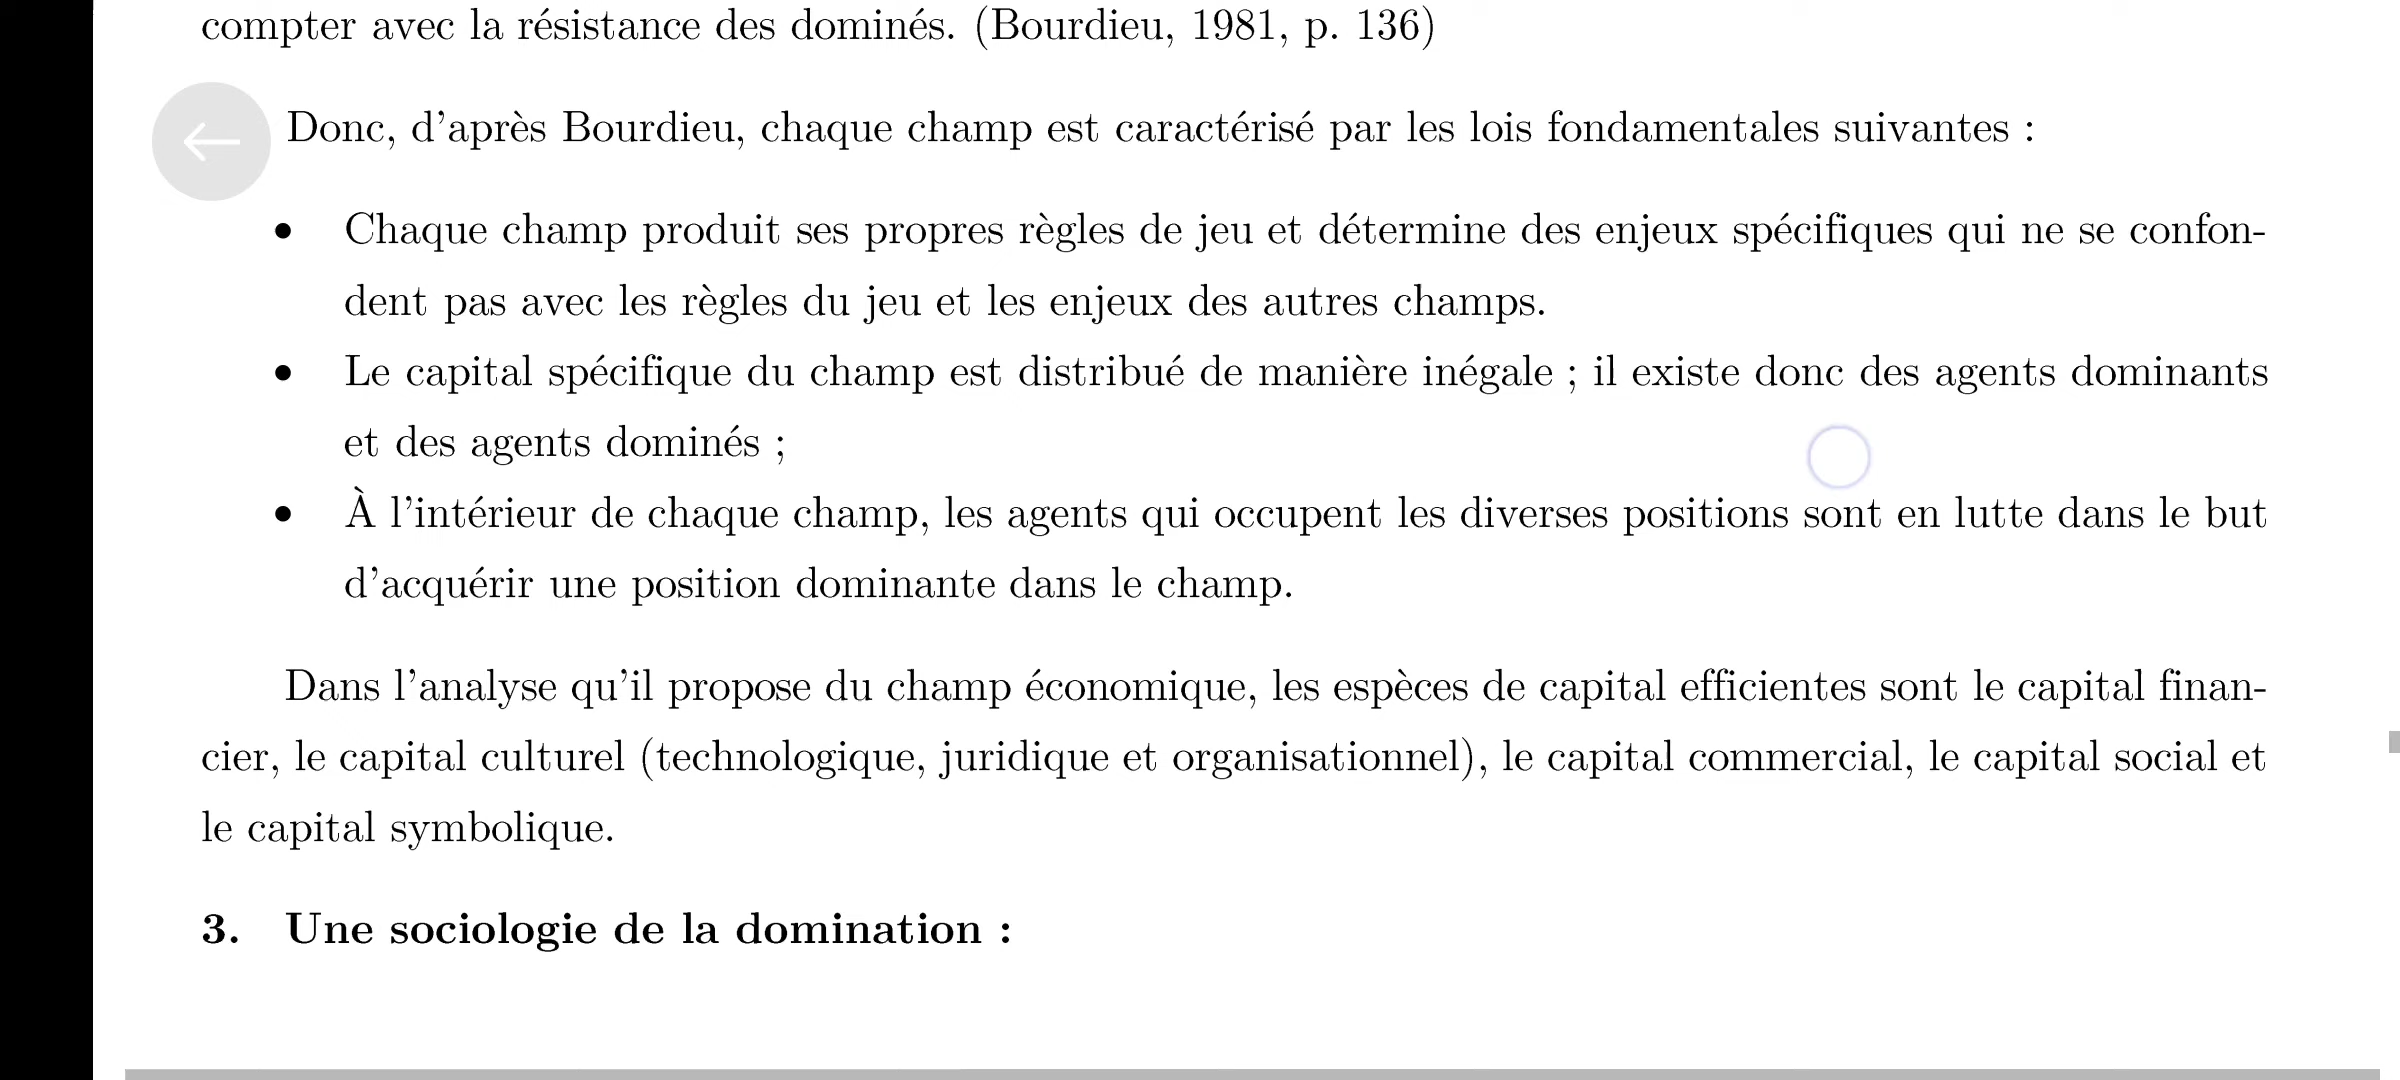 compter avec la résistance des dominés. (Bourdieu, 1981, p. 136)
Donc, d'après Bourdieu, chaque champ est caractérisé par les lois fondamentales suivantes :
• Chaque champ produit ses propres règles de jeu et détermine des enjeux spécifiques qui ne se confon-
dent pas avec les règles du jeu et les enjeux des autres champs.
• Le capital spécifique du champ est distribué de manière inégale ; il existe donc des agents dominants
et des agents dominés ;
• À l'intérieur de chaque champ, les agents qui occupent les diverses positions sont en lutte dans le but
d'acquérir une position dominante dans le champ.
Dans l'analyse qu'il propose du champ économique, les espèces de capital efficientes sont le capital finan-
cier, le capital culturel (technologique, juridique et organisationnel), le capital commercial, le capital social et
le capital symbolique.
3. Une sociologie de la domination :